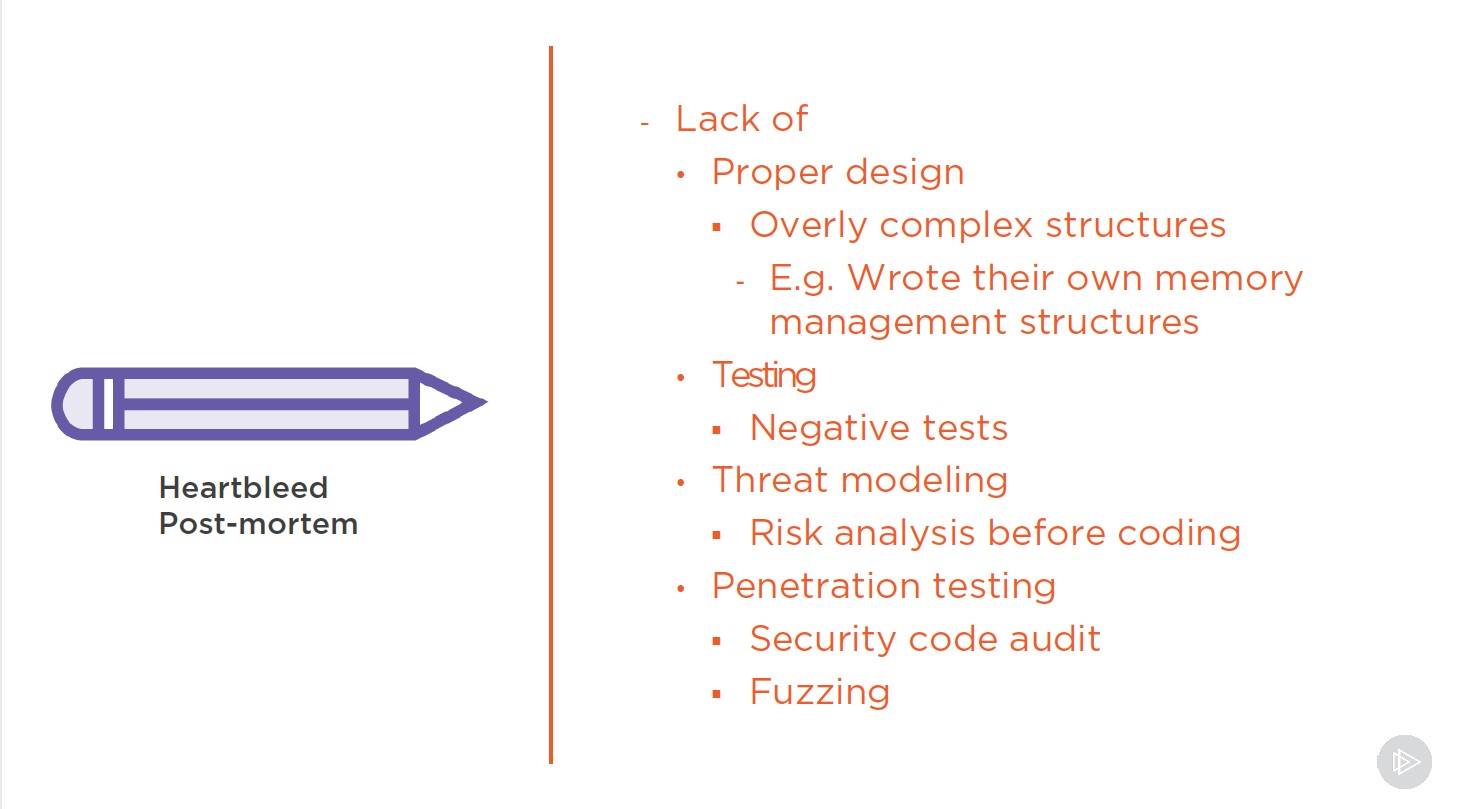 Heartbleed
Post-mortem
- Lack of
• Proper design
▪ Overly complex structures
- E.g. Wrote their own memory
management structures
• Testing
▪ Negative tests
• Threat modeling
▪ Risk analysis before coding
• Penetration testing
▪ Security code audit
▪ Fuzzing